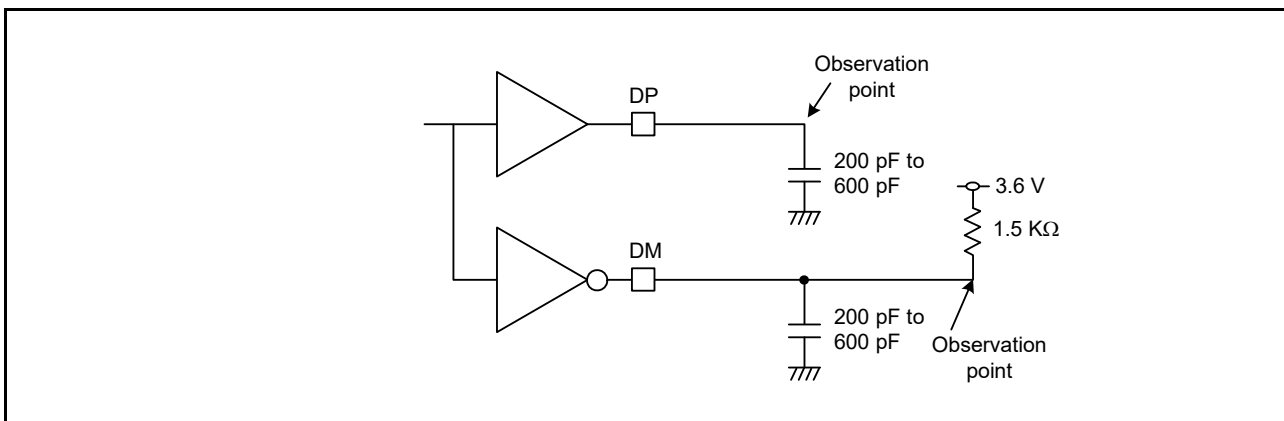 Observation
point
DP
200 pF to
600 pF
3.6 V
1.5 KΩ
DM
200 pF to
600 pF
Observation
point